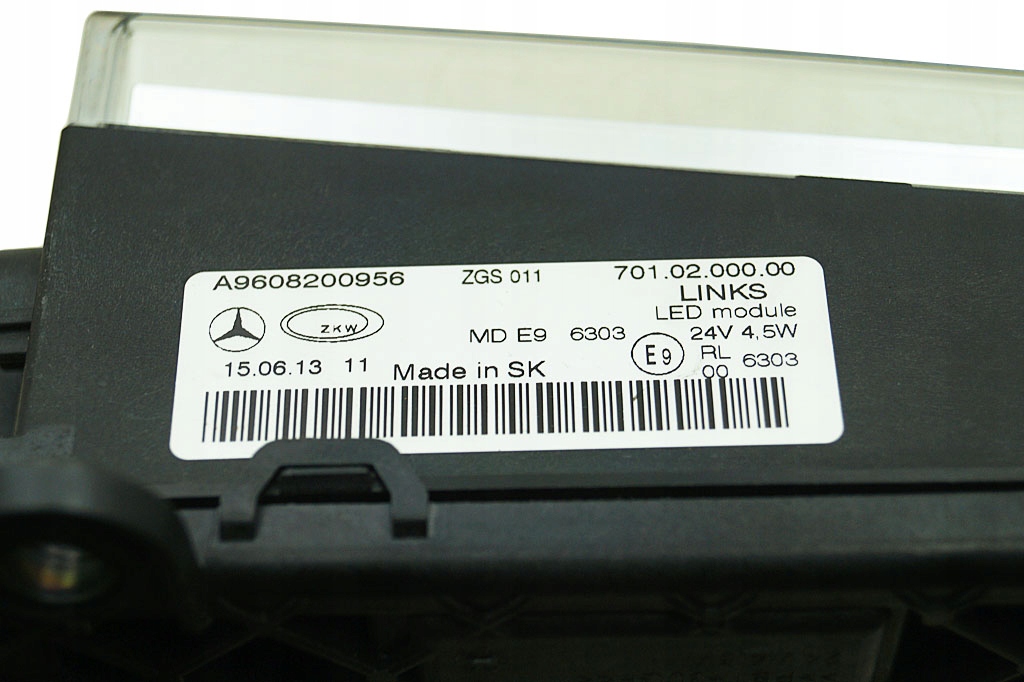 A9608200956 ZGS 011 701.02.000.00
LINKS
LED module
ZKW MD E9 6303 24V 4,5W
E9 RL 6303
00
15.06.13 11 Made in SK